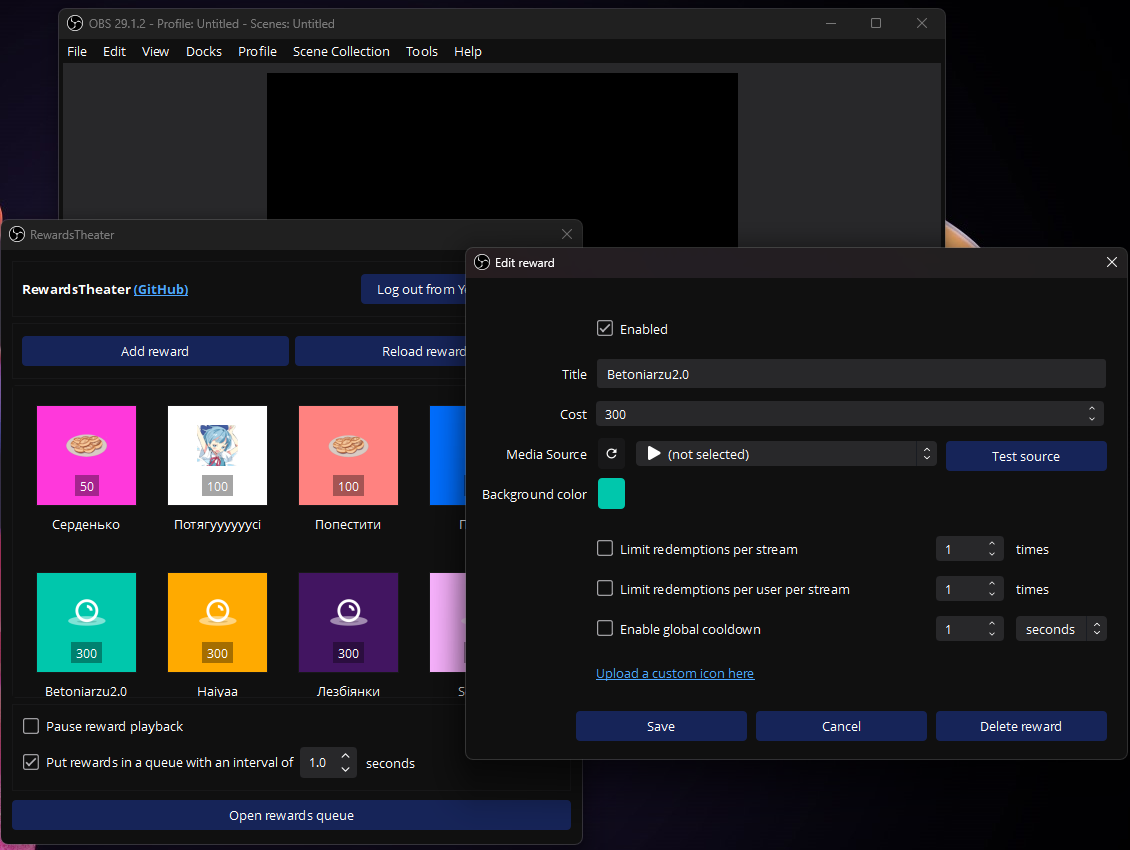 OBS 29.1.2 - Profile: Untitled - Scenes: Untitled
File Edit View Docks Profile Scene Collection Tools Help
RewardsTheater
RewardsTheater (GitHub)
Log out from Y
Add reward
Reload reward
50
100
100
Серденько
Потягуууууусі
Попестити
300
300
300
Betoniarzu2.0
Haiyaa
Лезбіянки
S
Pause reward playback
Put rewards in a queue with an interval of 1.0 seconds
Open rewards queue
Edit reward
Enabled
Title Betoniarzu2.0
Cost 300
Media Source (not selected) Test source
Background color
Limit redemptions per stream 1 times
Limit redemptions per user per stream 1 times
Enable global cooldown 1 seconds
Upload a custom icon here
Save Cancel Delete reward